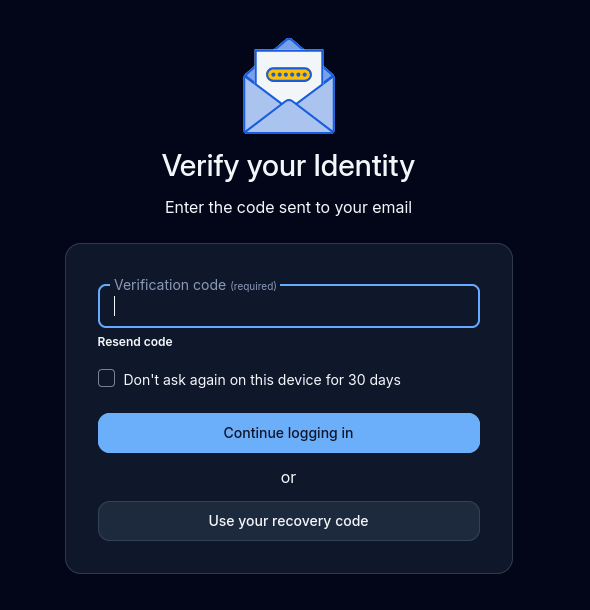 Verify your Identity
Enter the code sent to your email
Verification code (required)
Resend code
Don't ask again on this device for 30 days
Continue logging in
or
Use your recovery code